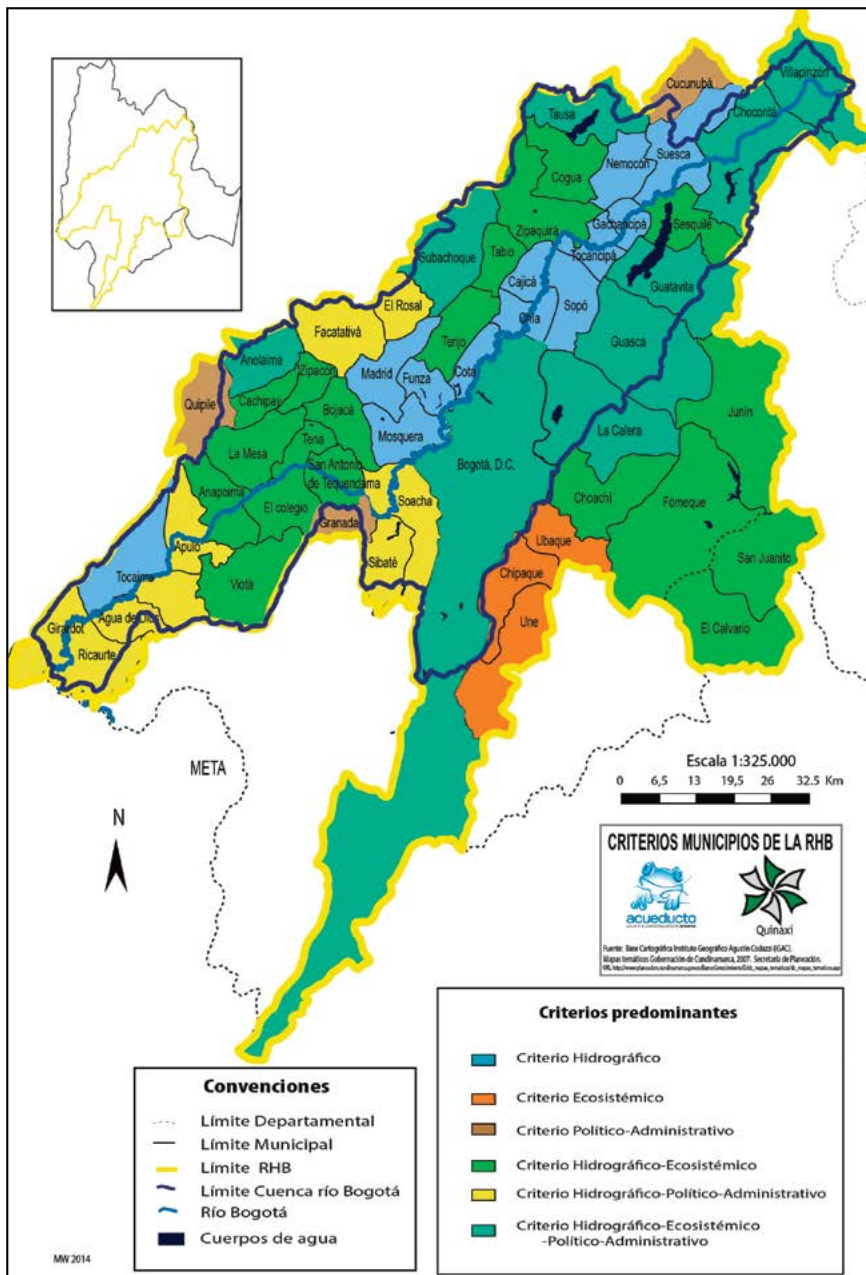 Cucunubá
Villapinzón
Tausa
Chocontá
Suesca
Nemocón
Cogua
Gachancipá
Sesquile
Zipaquirá
Tocancipá
Tabio
Subachoque
Cajicá
Guatavita
Sopó
El Rosal
Chía
Facatativá
Tenjo
Guasca
Anolaima
Zipacón
Madrid
Funza
Cota
Junín
Quipile
Cachipay
Bojacá
Mosquera
La Calera
Tena
La Mesa
Bogotá, D.C.
San Antonio
de Tequendama
Soacha
Choachí
Fómeque
Anapoima
El colegio
Granada
Ubaque
Apulo
Sibaté
San Juanito
Tocaima
Viotá
Chipaque
Agua de Dios
Une
Girardot
El Calvario
Ricaurte
META
Escala 1:325.000
0 6,5 13 19,5 26 32.5 Km
N
CRITERIOS MUNICIPIOS DE LA RHB
acueducto
Quinaxi
Fuente: Base Cartográfica Instituto Geográfico Agustín Codazzi (IGAC).
Mapas temáticos Gobernación de Cundinamarca, 2007. Secretaría de Planeación.
Convenciones
Límite Departamental
Límite Municipal
Límite RHB
Límite Cuenca río Bogotá
Río Bogotá
Cuerpos de agua
Criterios predominantes
Criterio Hidrográfico
Criterio Ecosistémico
Criterio Político-Administrativo
Criterio Hidrográfico-Ecosistémico
Criterio Hidrográfico-Político-Administrativo
Criterio Hidrográfico-Ecosistémico
-Político-Administrativo
MW 2014